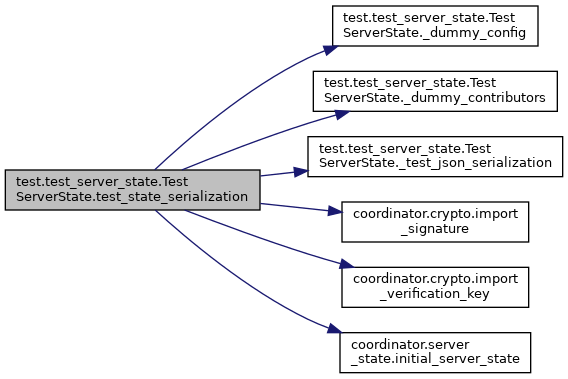 test.test_server_state.Test
ServerState._dummy_config
test.test_server_state.Test
ServerState._dummy_contributors
test.test_server_state.Test
ServerState._test_json_serialization
test.test_server_state.Test
ServerState.test_state_serialization
coordinator.crypto.import
_signature
coordinator.crypto.import
_verification_key
coordinator.server
_state.initial_server_state